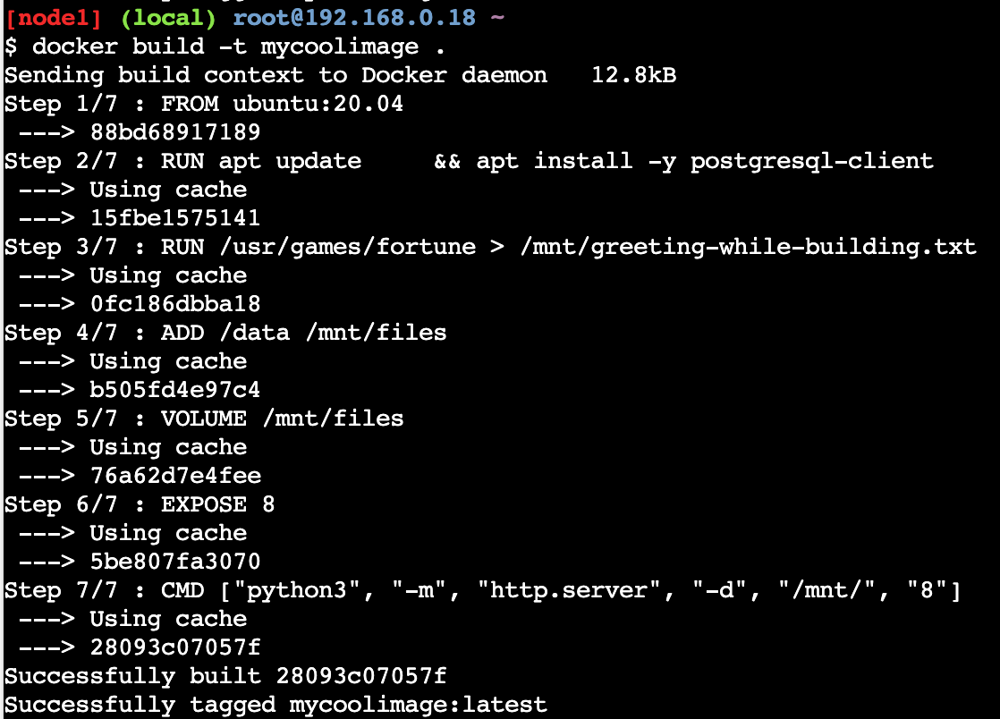 [node1] (local) root@192.168.0.18 ~
$ docker build -t mycoolimage .
Sending build context to Docker daemon   12.8kB
Step 1/7 : FROM ubuntu:20.04
 ---> 88bd68917189
Step 2/7 : RUN apt update     && apt install -y postgresql-client
 ---> Using cache
 ---> 15fbe1575141
Step 3/7 : RUN /usr/games/fortune > /mnt/greeting-while-building.txt
 ---> Using cache
 ---> 0fc186dbba18
Step 4/7 : ADD /data /mnt/files
 ---> Using cache
 ---> b505fd4e97c4
Step 5/7 : VOLUME /mnt/files
 ---> Using cache
 ---> 76a62d7e4fee
Step 6/7 : EXPOSE 8
 ---> Using cache
 ---> 5be807fa3070
Step 7/7 : CMD ["python3", "-m", "http.server", "-d", "/mnt/", "8"]
 ---> Using cache
 ---> 28093c07057f
Successfully built 28093c07057f
Successfully tagged mycoolimage:latest